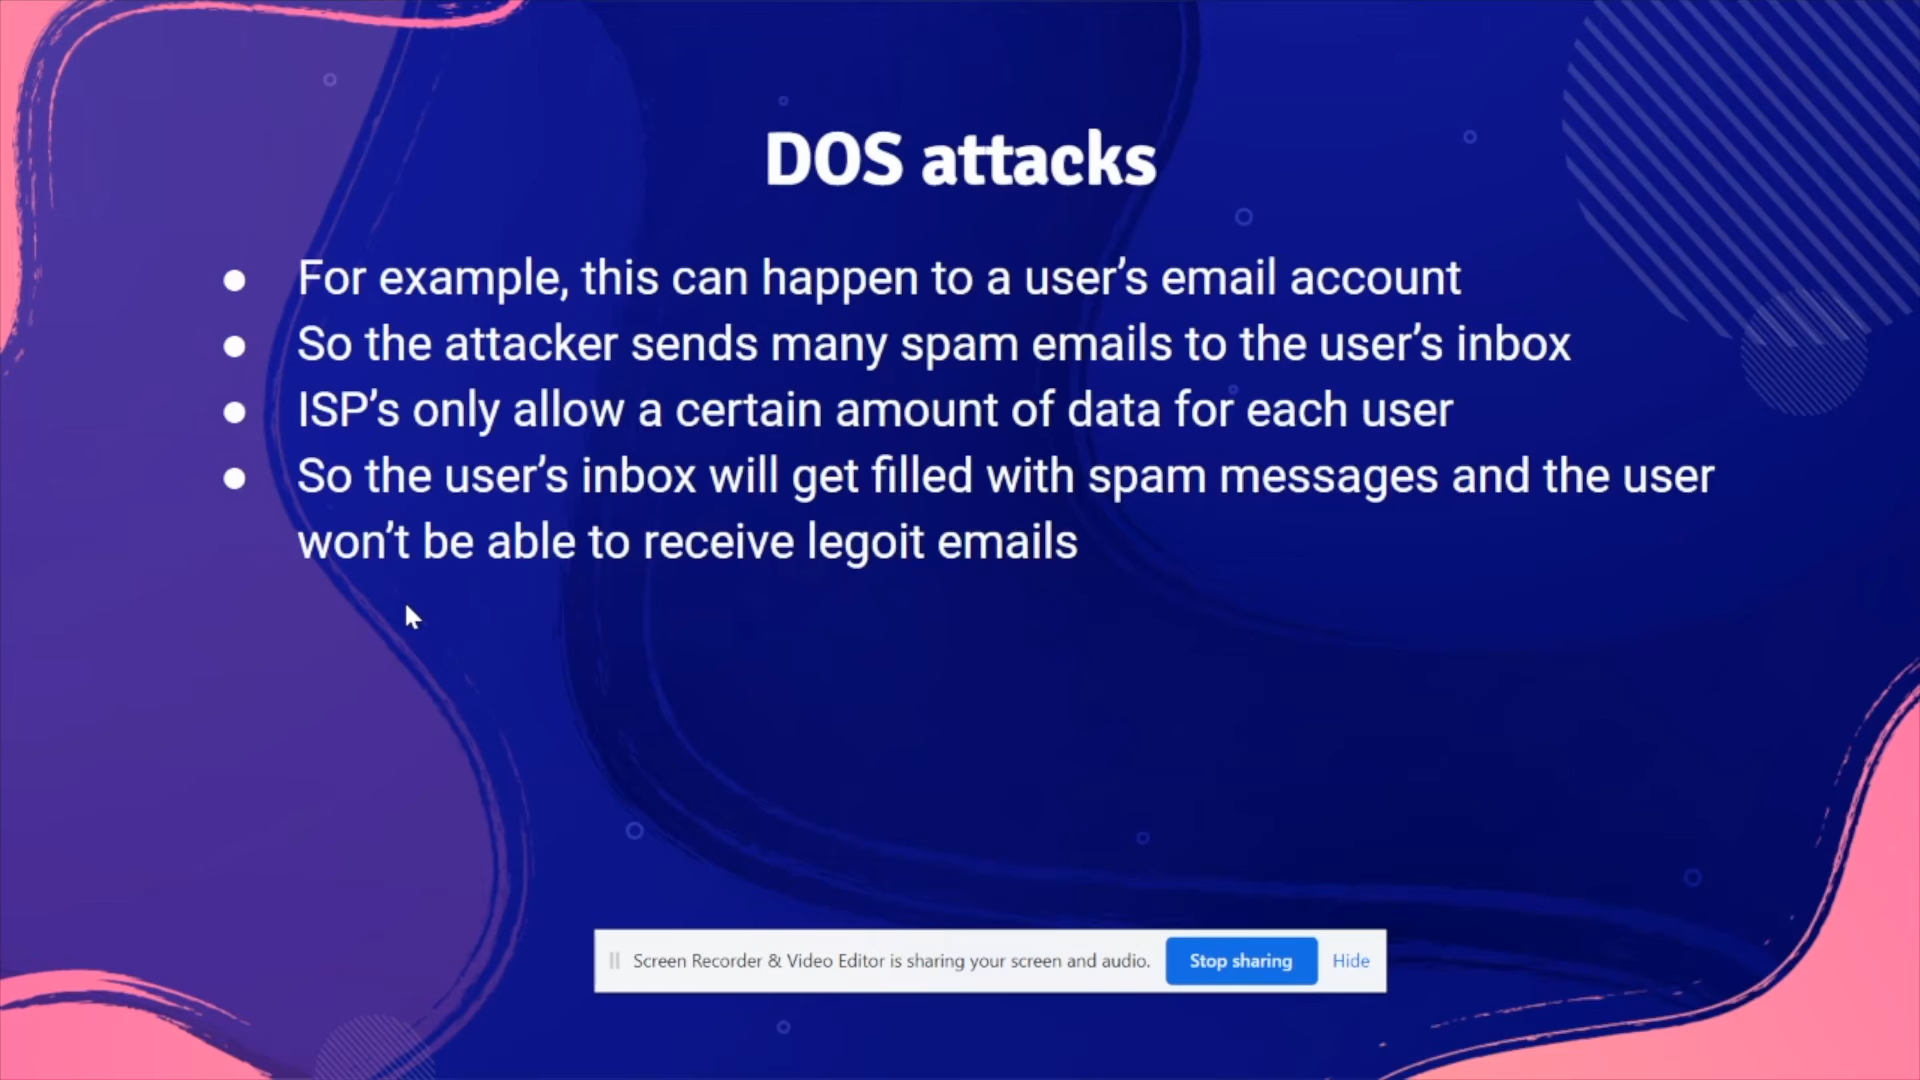 DOS attacks
● For example, this can happen to a user’s email account
● So the attacker sends many spam emails to the user’s inbox
● ISP’s only allow a certain amount of data for each user
● So the user’s inbox will get filled with spam messages and the user
won’t be able to receive legoit emails
Screen Recorder & Video Editor is sharing your screen and audio. Stop sharing Hide